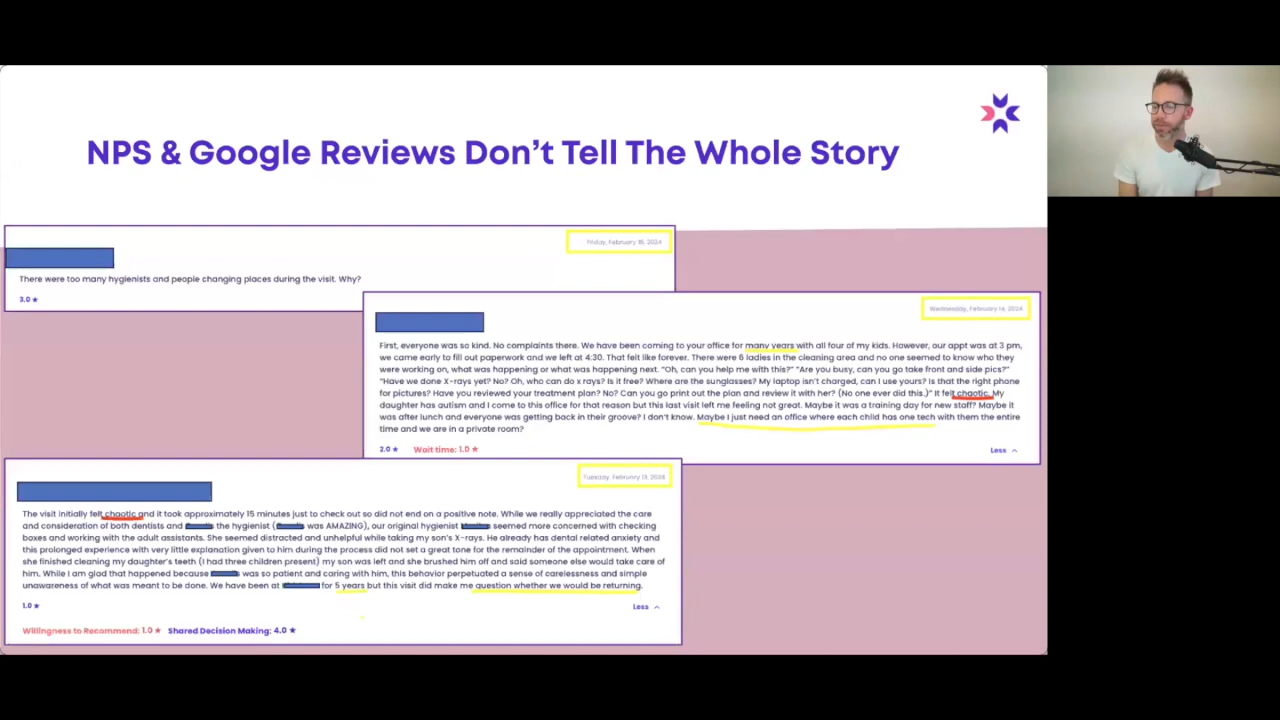 NPS & Google Reviews Don't Tell The Whole Story
Friday, February 16, 2024
There were too many hygienists and people changing places during the visit. Why?
3.0 ★
Wednesday, February 14, 2024
First, everyone was so kind. No complaints there. We have been coming to your office for many years with all four of my kids. However, our appt was at 3 pm,
we came early to fill out paperwork and we left at 4:30. That felt like forever. There were 6 ladies in the cleaning area and no one seemed to know who they
were working on, what was happening or what was happening next. "Oh, can you help me with this?" "Are you busy, can you go take front and side pics?"
"Have we done X-rays yet? No? Oh, who can do x rays? Is it free? Where are the sunglasses? My laptop isn't charged, can I use yours? Is that the right phone
for pictures? Have you reviewed your treatment plan? No? Can you go print out the plan and review it with her? (No one ever did this.)" It felt chaotic. My
daughter has autism and I come to this office for that reason but this last visit left me feeling not great. Maybe it was a training day for new staff? Maybe it
was after lunch and everyone was getting back in their groove? I don't know. Maybe I just need an office where each child has one tech with them the entire
time and we are in a private room?
2.0 ★ Wait time: 1.0 ★
Less
Tuesday, February 13, 2024
The visit initially felt chaotic and it took approximately 15 minutes just to check out so did not end on a positive note. While we really appreciated the care
and consideration of both dentists and the hygienist ( was AMAZING), our original hygienist seemed more concerned with checking
boxes and working with the adult assistants. She seemed distracted and unhelpful while taking my son's X-rays. He already has dental related anxiety and
this prolonged experience with very little explanation given to him during the process did not set a great tone for the remainder of the appointment. When
she finished cleaning my daughter's teeth (I had three children present) my son was left and she brushed him off and said someone else would take care of
him. While I am glad that happened because was so patient and caring with him, this behavior perpetuated a sense of carelessness and simple
unawareness of what was meant to be done. We have been at for 5 years but this visit did make me question whether we would be returning.
1.0 ★
Less
Willingness to Recommend: 1.0 ★ Shared Decision Making: 4.0 ★